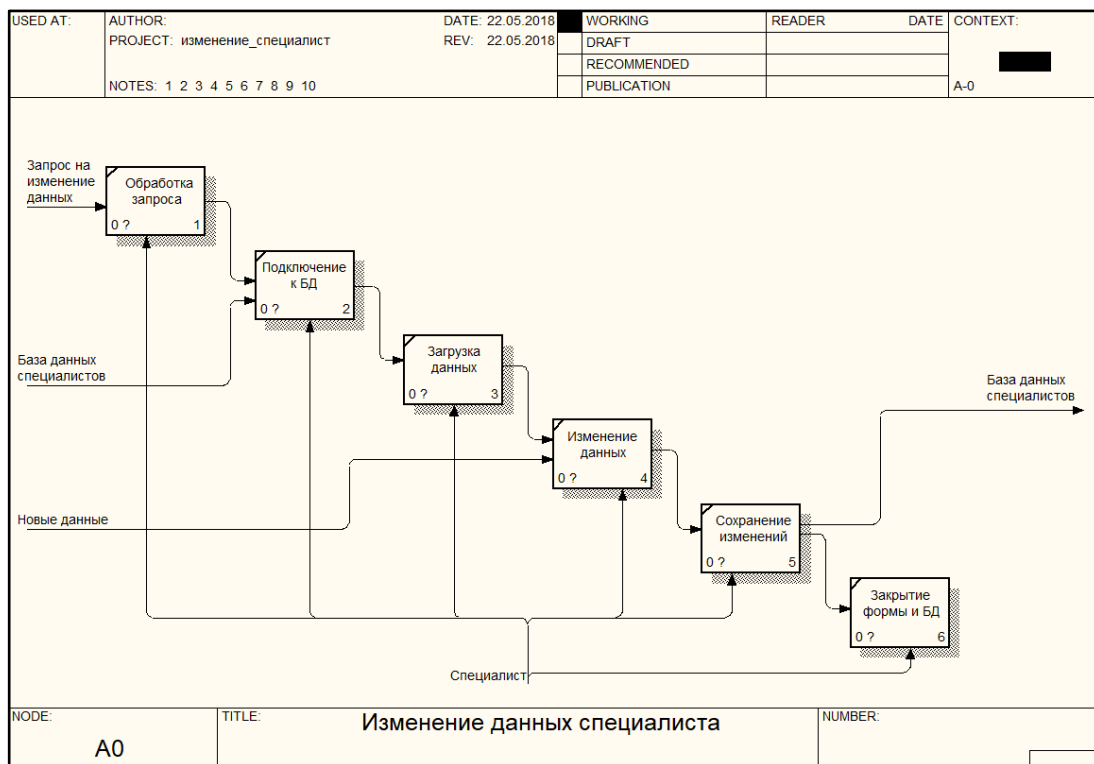 USED AT:
AUTHOR:
DATE: 22.05.2018
WORKING
READER
DATE
CONTEXT:
PROJECT: изменение_специалист
REV: 22.05.2018
DRAFT
RECOMMENDED
NOTES: 1 2 3 4 5 6 7 8 9 10
PUBLICATION
A-0
Запрос на
изменение
данных
Обработка
запроса
0 ?
1
Подключение
к БД
0 ?
2
База данных
специалистов
Загрузка
данных
0 ?
3
База данных
специалистов
Изменение
данных
0 ?
4
Новые данные
Сохранение
изменений
0 ?
5
Закрытие
формы и БД
0 ?
6
Специалист
NODE:
A0
TITLE:
Изменение данных специалиста
NUMBER: